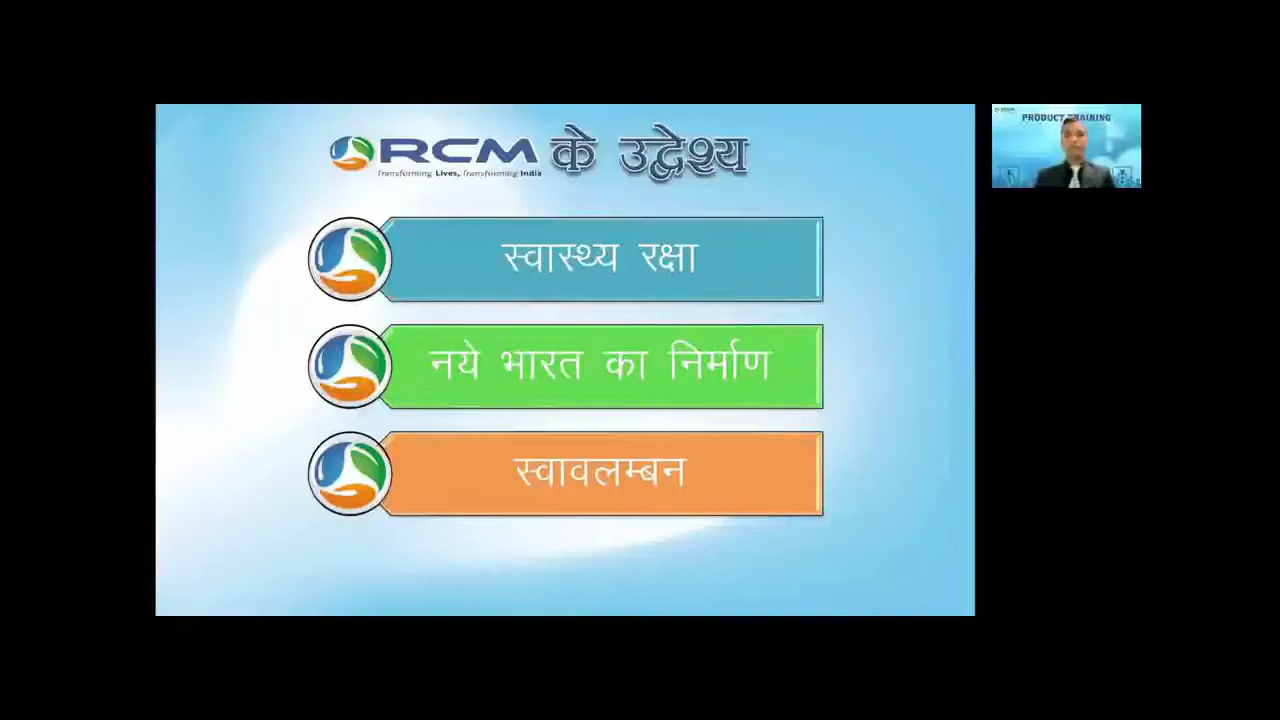 RCM के उद्देश्य
Transforming Lives, Transforming India
स्वास्थ्य रक्षा
नये भारत का निर्माण
स्वावलम्बन
PRODUCT TRAINING